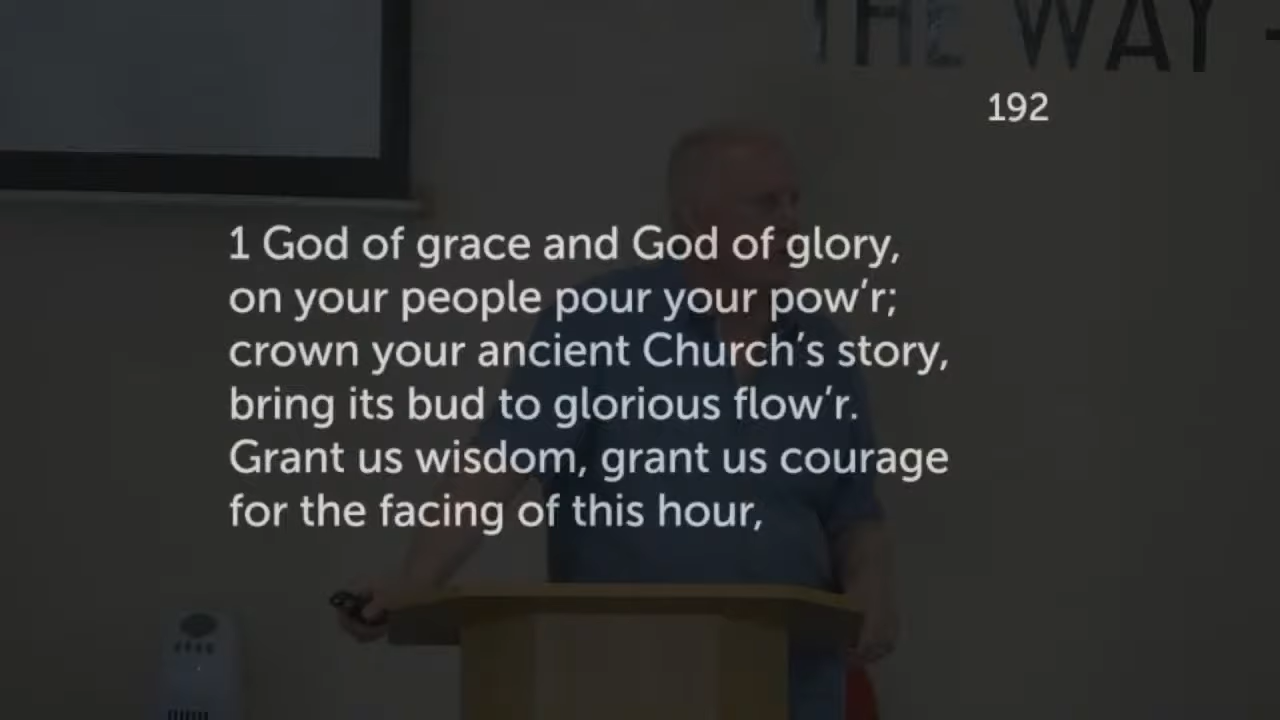 THE WAY -
192
1 God of grace and God of glory,
on your people pour your pow’r;
crown your ancient Church’s story,
bring its bud to glorious flow’r.
Grant us wisdom, grant us courage
for the facing of this hour,